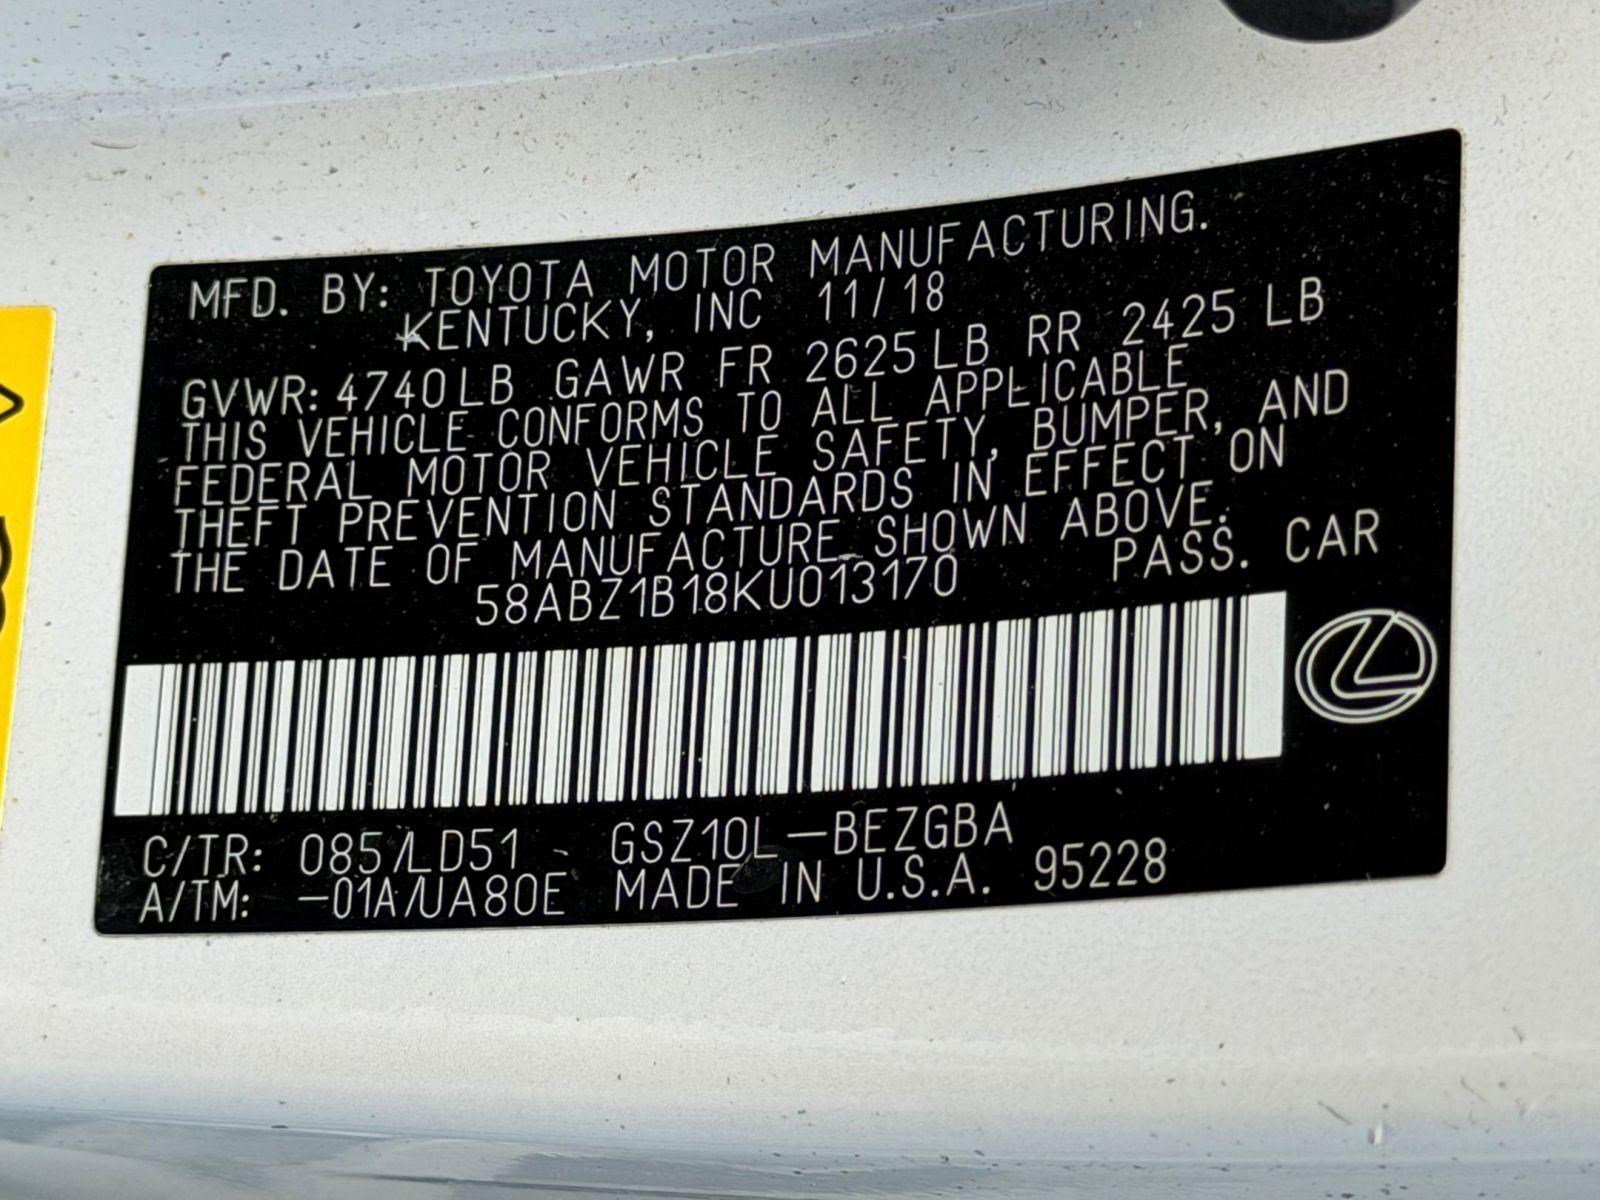 MFD. BY: TOYOTA MOTOR MANUFACTURING.
KENTUCKY, INC 11/18
GVWR: 4740LB GAWR FR 2625LB RR 2425 LB
THIS VEHICLE CONFORMS TO ALL APPLICABLE
FEDERAL MOTOR VEHICLE SAFETY, BUMPER, AND
THEFT PREVENTION STANDARDS IN EFFECT ON
THE DATE OF MANUFACTURE SHOWN ABOVE.
58ABZ1B18KU013170 PASS. CAR
C/TR: 085/LD51 GSZ10L-BEZGBA
A/TM: -01A/UA80E MADE IN U.S.A. 95228